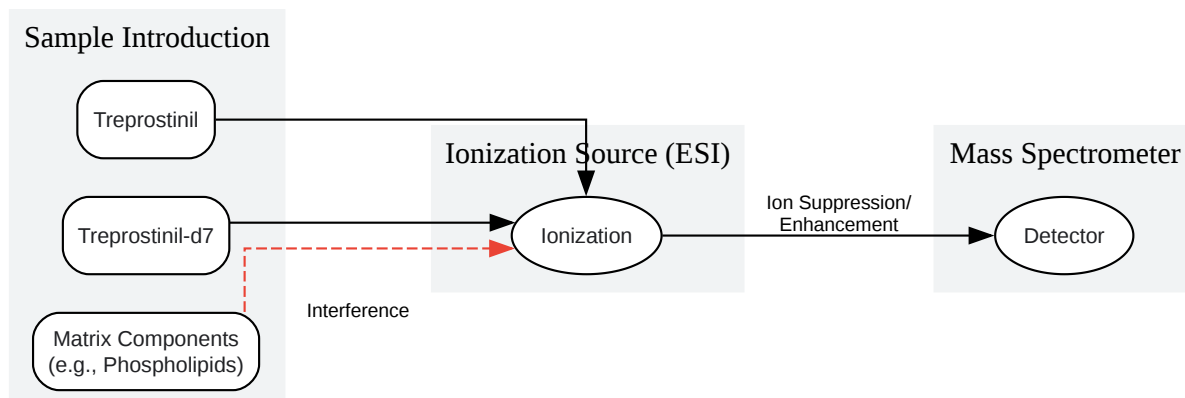 Sample Introduction
Treprostinil
Treprostinil-d7
Matrix Components
(e.g., Phospholipids)
Interference
Ionization Source (ESI)
Ionization
Ion Suppression/
Enhancement
Mass Spectrometer
Detector